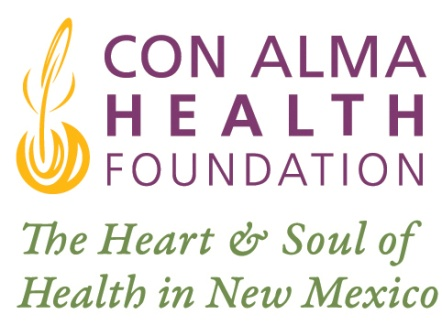 CON ALMA
HEALTH
FOUNDATION
The Heart & Soul of
Health in New Mexico